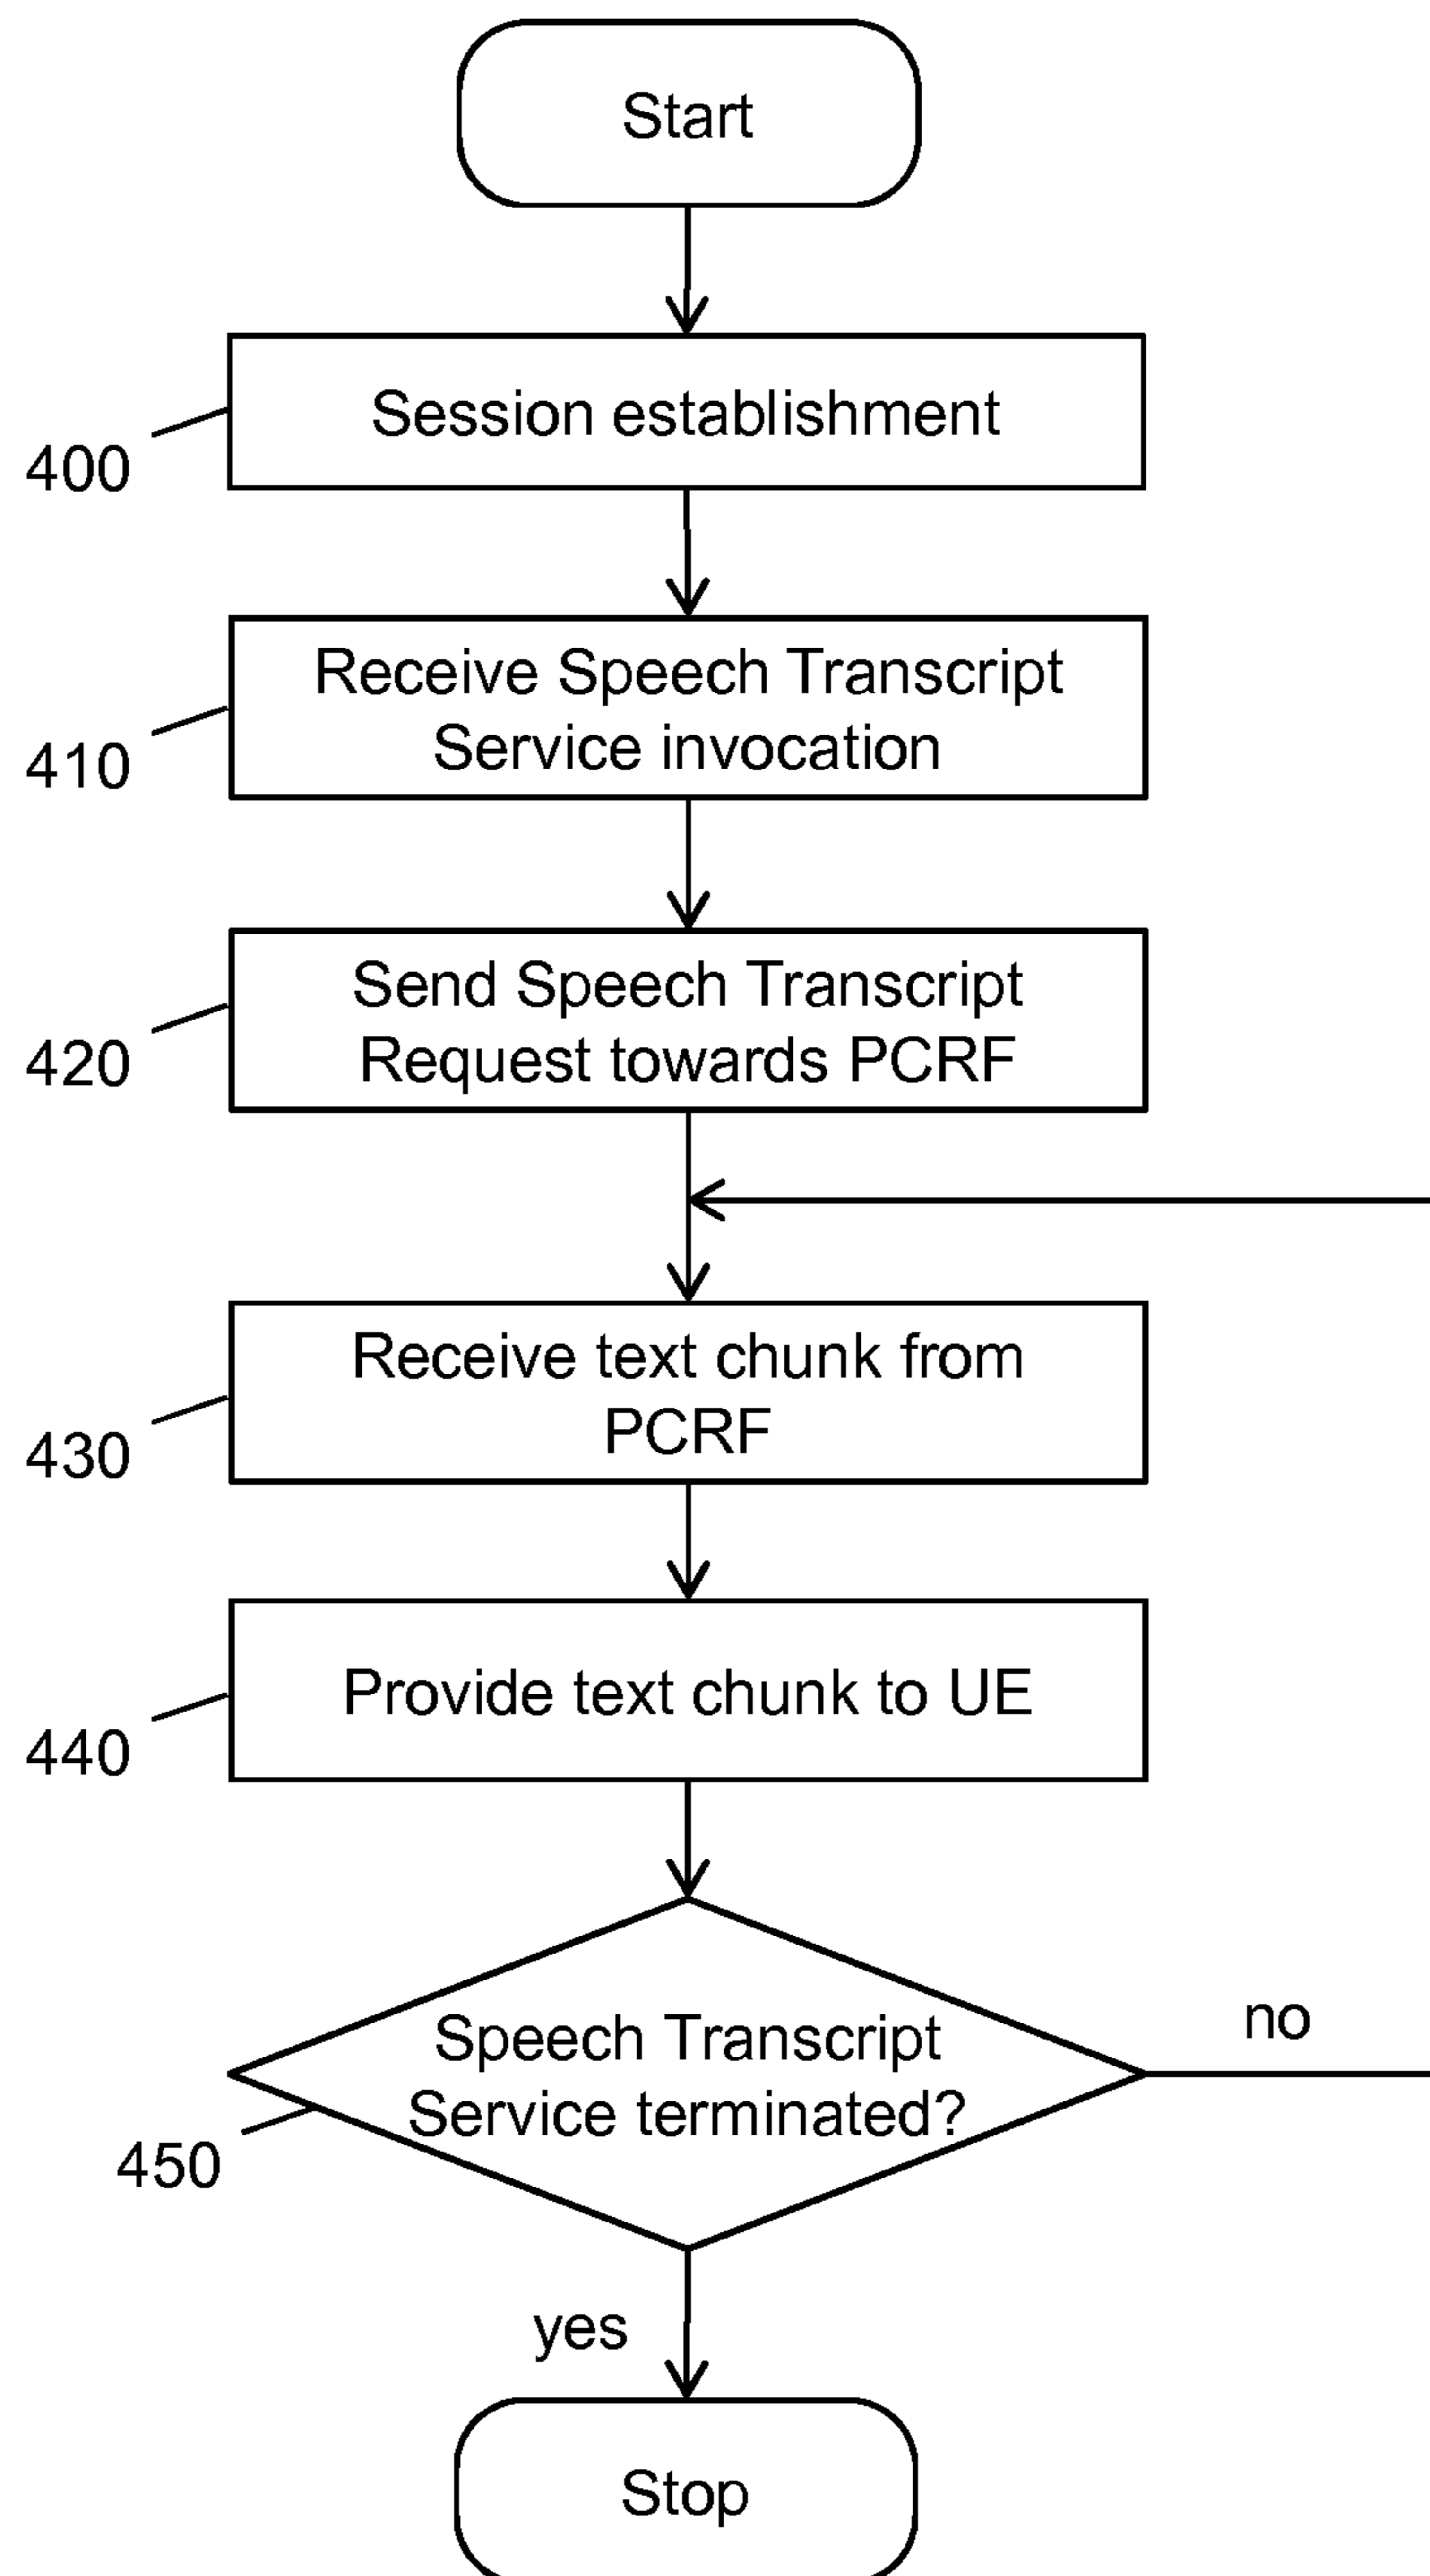 Start
Session establishment
400
Receive Speech Transcript
Service invocation
410
Send Speech Transcript
Request towards PCRF
420
Receive text chunk from
PCRF
430
Provide text chunk to UE
440
Speech Transcript
Service terminated?
no
450
yes
Stop